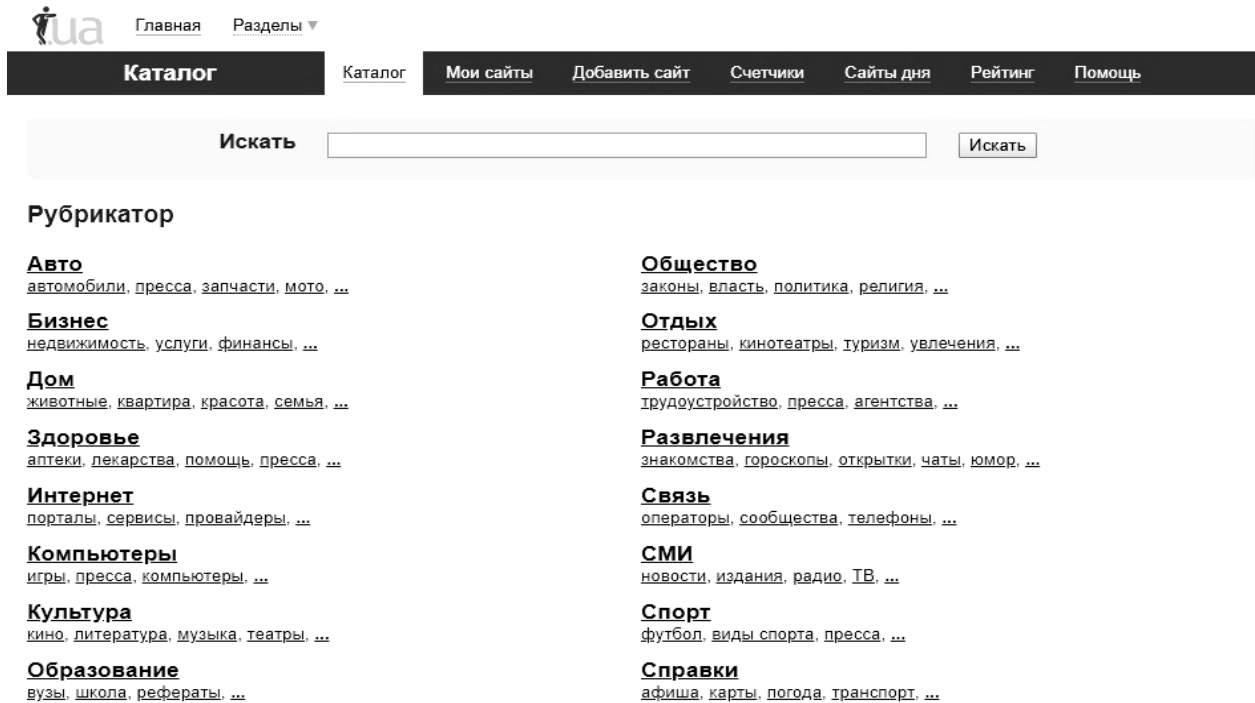 .ua Главная Разделы ▼
Каталог Каталог Мои сайты Добавить сайт Счетчики Сайты дня Рейтинг Помощь
Искать Искать
Рубрикатор
Авто
автомобили, пресса, запчасти, мото, ...
Бизнес
недвижимость, услуги, финансы, ...
Дом
животные, квартира, красота, семья, ...
Здоровье
аптеки, лекарства, помощь, пресса, ...
Интернет
порталы, сервисы, провайдеры, ...
Компьютеры
игры, пресса, компьютеры, ...
Культура
кино, литература, музыка, театры, ...
Образование
вузы, школа, рефераты, ...
Общество
законы, власть, политика, религия, ...
Отдых
рестораны, кинотеатры, туризм, увлечения, ...
Работа
трудоустройство, пресса, агентства, ...
Развлечения
знакомства, гороскопы, открытки, чаты, юмор, ...
Связь
операторы, сообщества, телефоны, ...
СМИ
новости, издания, радио, ТВ, ...
Спорт
футбол, виды спорта, пресса, ...
Справки
афиша, карты, погода, транспорт, ...